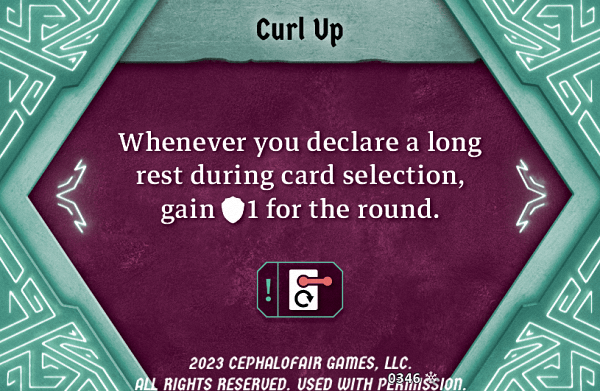 Curl Up
Whenever you declare a long
rest during card selection,
gain 1 for the round.
!
2023 CEPHALOFAIR GAMES, LLC.
ALL RIGHTS RESERVED. USED WITH PERMISSION.
0346